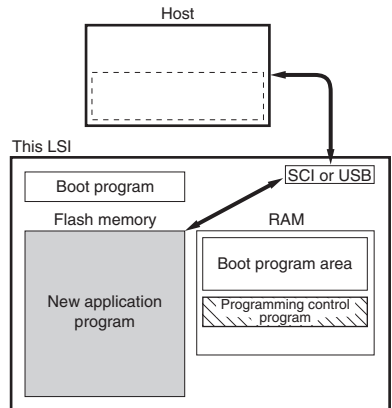 Host
This LSI
SCI or USB
Boot program
Flash memory
RAM
Boot program area
New application
program
Programming control
program